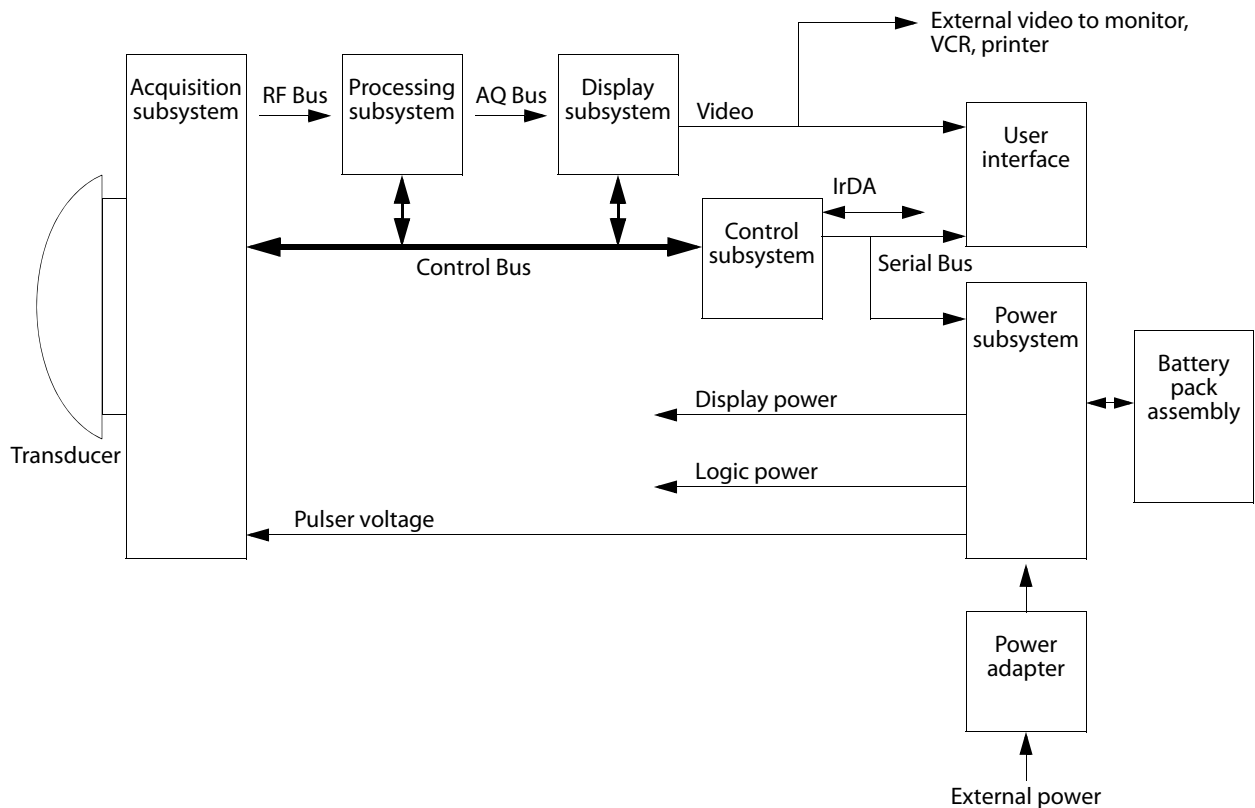 External video to monitor,
VCR, printer
Acquisition
subsystem
RF Bus
Processing
subsystem
AQ Bus
Display
subsystem
Video
User
interface
IrDA
Control
subsystem
Control Bus
Serial Bus
Power
subsystem
Battery
pack
assembly
Display power
Transducer
Logic power
Pulser voltage
Power
adapter
External power